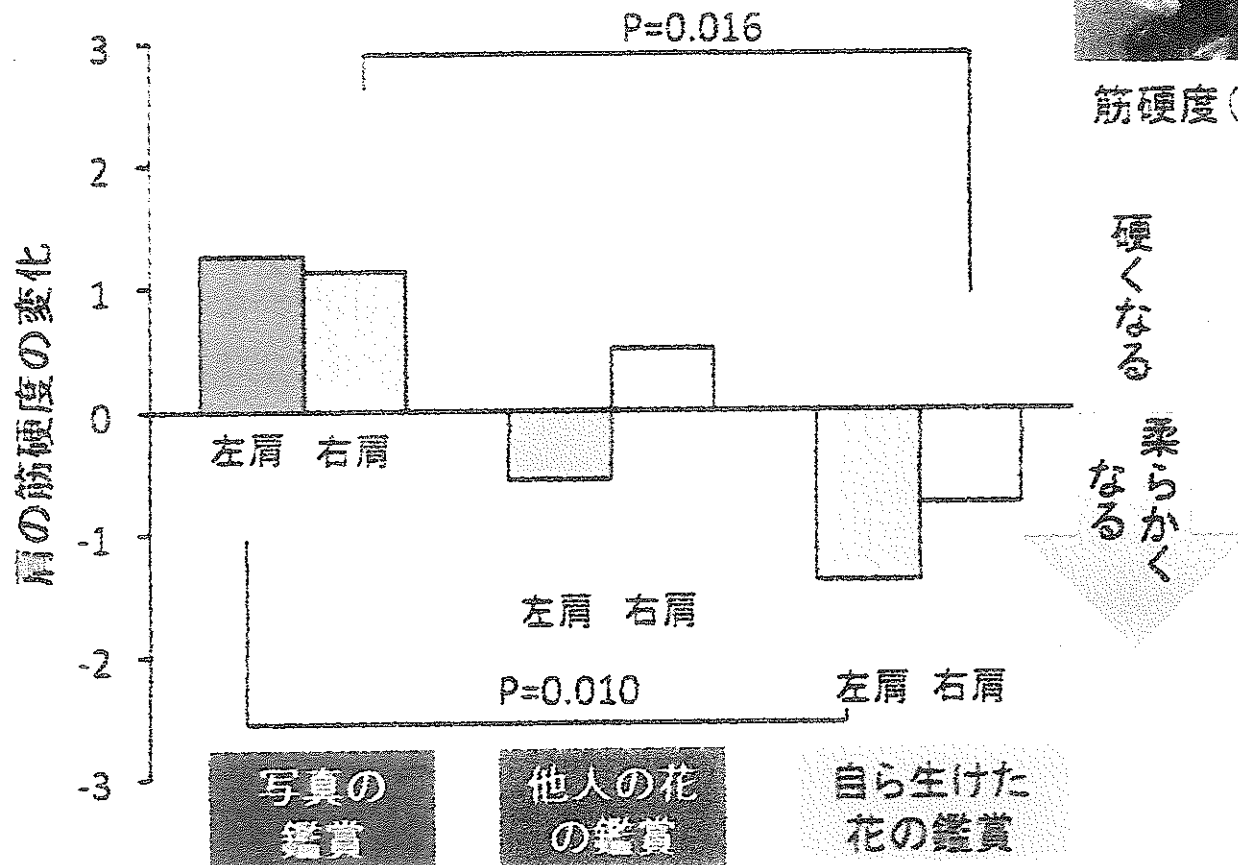 P=0.016
3
2
1
0
-1
-2
-3
肩の筋硬度の変化
筋硬度(
硬くなる
柔らかく
なる
左肩 右肩
左肩 右肩
左肩 右肩
P=0.010
写真の
鑑賞
他人の花
の鑑賞
自ら生けた
花の鑑賞